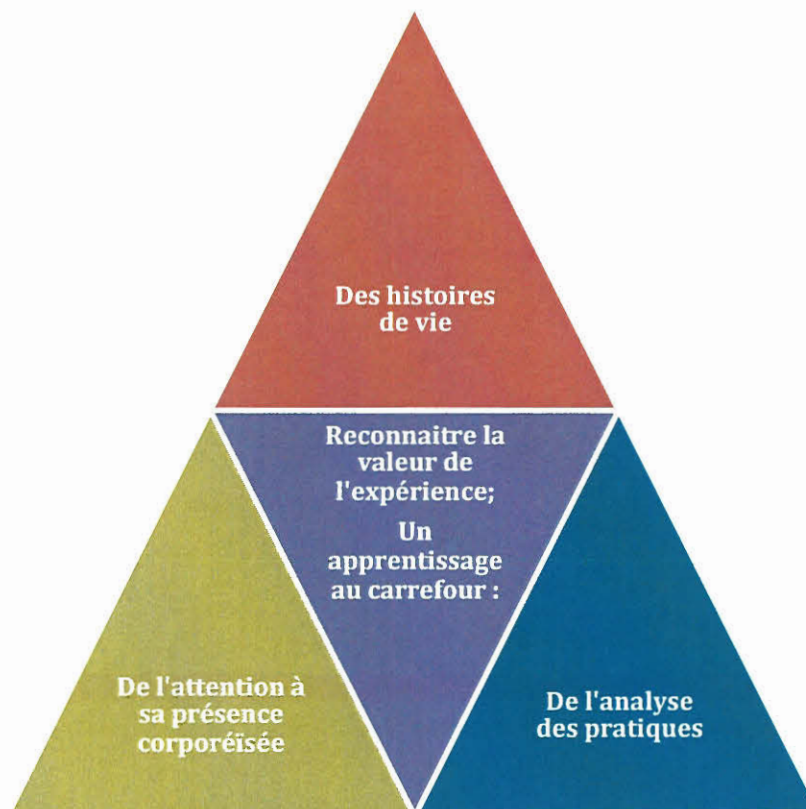 Des histoires
de vie
Reconnaitre la
valeur de
l'expérience;
Un
apprentissage
au carrefour :
De l'attention à
sa présence
corporéïsée
De l'analyse
des pratiques